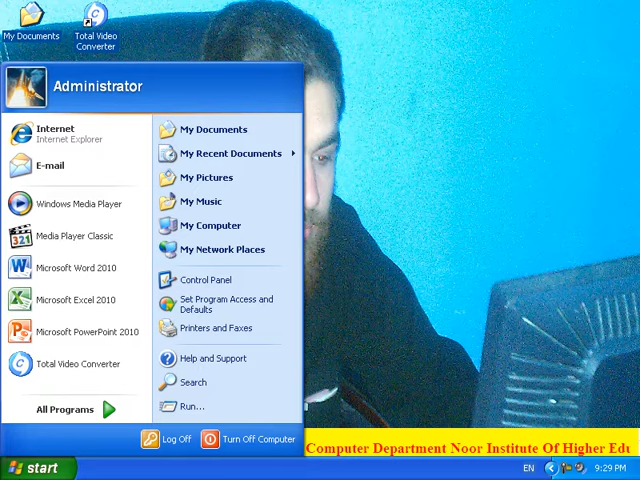 My Documents
Total Video
Converter
Administrator
Internet
Internet Explorer
E-mail
Windows Media Player
Media Player Classic
321
Microsoft Word 2010
Microsoft Excel 2010
Microsoft PowerPoint 2010
Total Video Converter
All Programs
My Documents
My Recent Documents
My Pictures
My Music
My Computer
My Network Places
Control Panel
Set Program Access and
Defaults
Printers and Faxes
Help and Support
Search
Run...
Log Off
Turn Off Computer
Computer Department Noor Institute Of Higher Edu
start
EN
9:29 PM